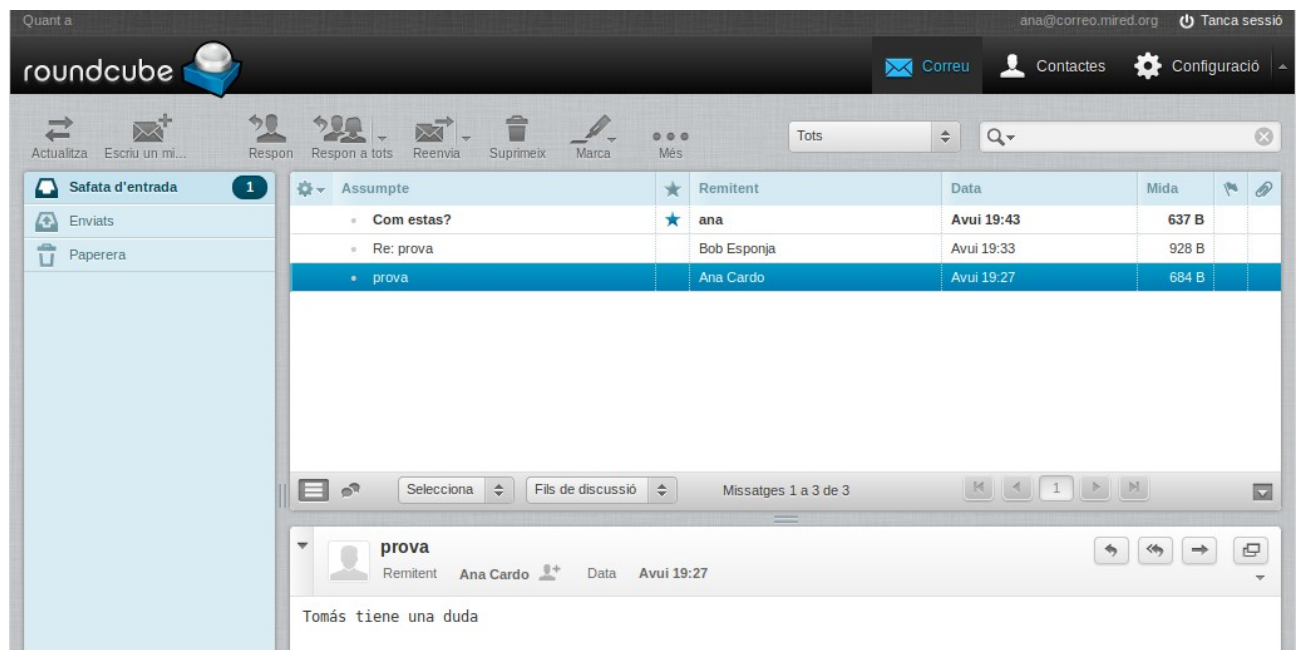 Quant a ana@correo.mired.org Tanca sessió
roundcube Correu Contactes Configuració
Actualitza Escriu un mi... Respon Respon a tots Reenvia Suprimeix Marca Més Tots
Safata d'entrada 1
Enviats
Paperera
Assumpte Remitent Data Mida
Com estas? ana Avui 19:43 637 B
Re: prova Bob Esponja Avui 19:33 928 B
prova Ana Cardo Avui 19:27 684 B
Selecciona Fils de discussió Missatges 1 a 3 de 3 1
prova
Remitent Ana Cardo Data Avui 19:27
Tomás tiene una duda